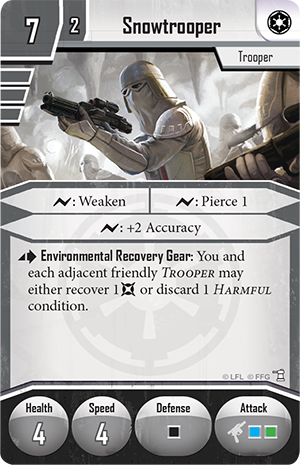 7 2 Snowtrooper
Trooper
: Weaken : Pierce 1
: +2 Accuracy
Environmental Recovery Gear: You and
each adjacent friendly TROOPER may
either recover 1 or discard 1 HARMFUL
condition.
© LFL © FFG
Health Speed Defense Attack
4 4